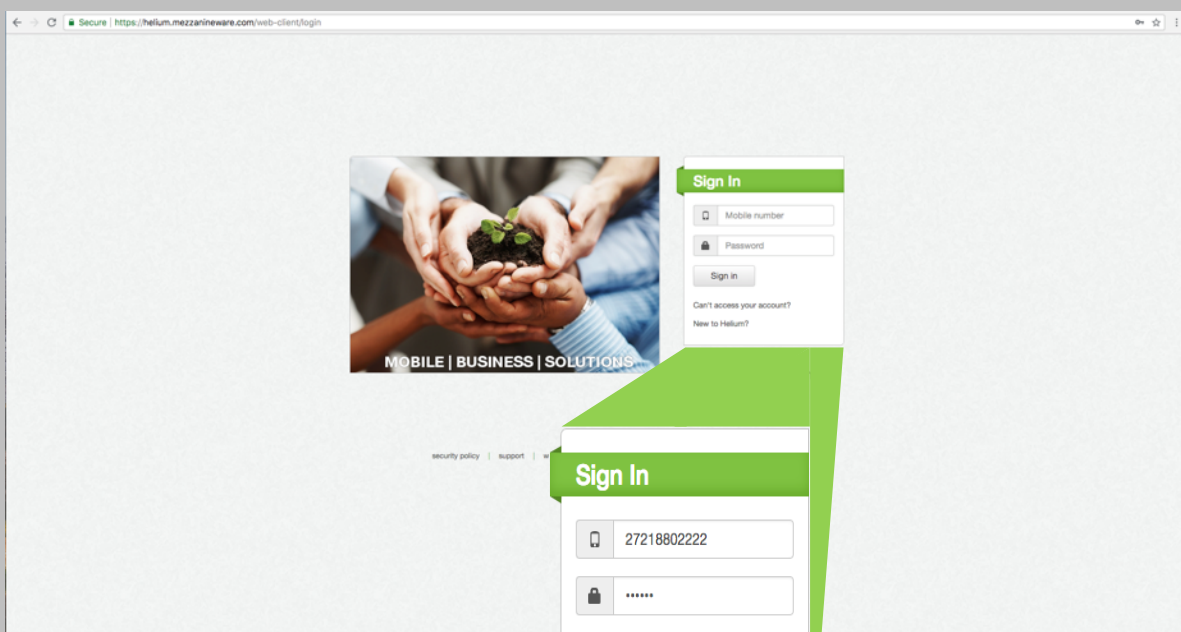 Secure | https://helium.mezzanineware.com/web-client/login
Sign In
Mobile number
Password
Sign in
Can't access your account?
New to Helium?
MOBILE | BUSINESS | SOLUTIONS
security policy | support |
Sign In
27218802222
••••••